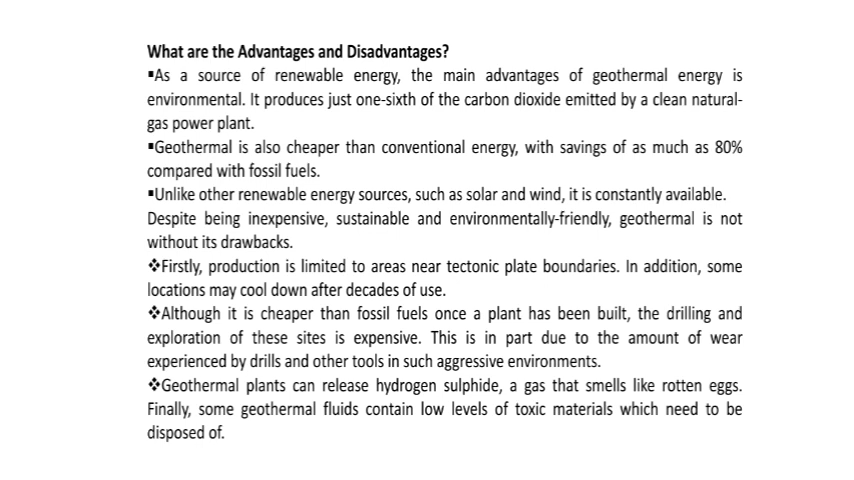 What are the Advantages and Disadvantages?
▪As a source of renewable energy, the main advantages of geothermal energy is
environmental. It produces just one-sixth of the carbon dioxide emitted by a clean natural-
gas power plant.
▪Geothermal is also cheaper than conventional energy, with savings of as much as 80%
compared with fossil fuels.
▪Unlike other renewable energy sources, such as solar and wind, it is constantly available.
Despite being inexpensive, sustainable and environmentally-friendly, geothermal is not
without its drawbacks.
❖Firstly, production is limited to areas near tectonic plate boundaries. In addition, some
locations may cool down after decades of use.
❖Although it is cheaper than fossil fuels once a plant has been built, the drilling and
exploration of these sites is expensive. This is in part due to the amount of wear
experienced by drills and other tools in such aggressive environments.
❖Geothermal plants can release hydrogen sulphide, a gas that smells like rotten eggs.
Finally, some geothermal fluids contain low levels of toxic materials which need to be
disposed of.